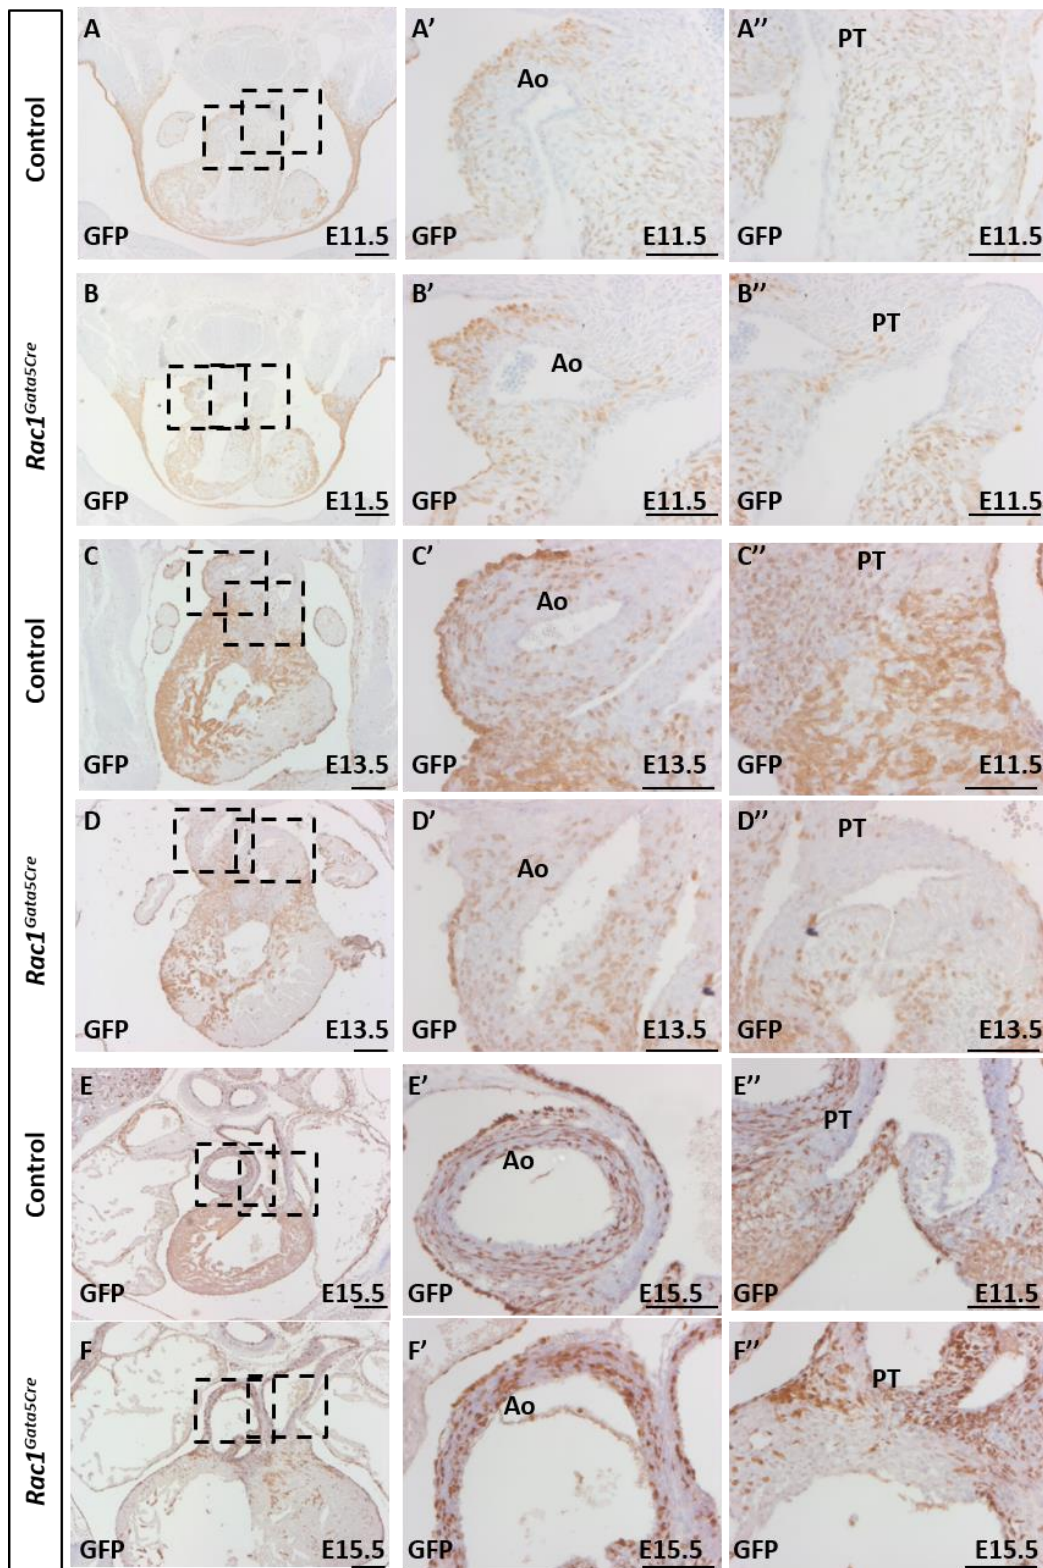 Control
A
GFP
E11.5
A'
Ao
GFP
E11.5
A''
PT
GFP
E11.5
Rac1Gata5Cre
B
GFP
E11.5
B'
Ao
GFP
E11.5
B''
PT
GFP
E11.5
Control
C
GFP
E13.5
C'
Ao
GFP
E13.5
C''
PT
GFP
E11.5
Rac1Gata5Cre
D
GFP
E13.5
D'
Ao
GFP
E13.5
D''
PT
GFP
E13.5
Control
E
GFP
E15.5
E'
Ao
GFP
E15.5
E''
PT
GFP
E11.5
Rac1Gata5Cre
F
GFP
E15.5
F'
Ao
GFP
E15.5
F''
PT
GFP
E15.5